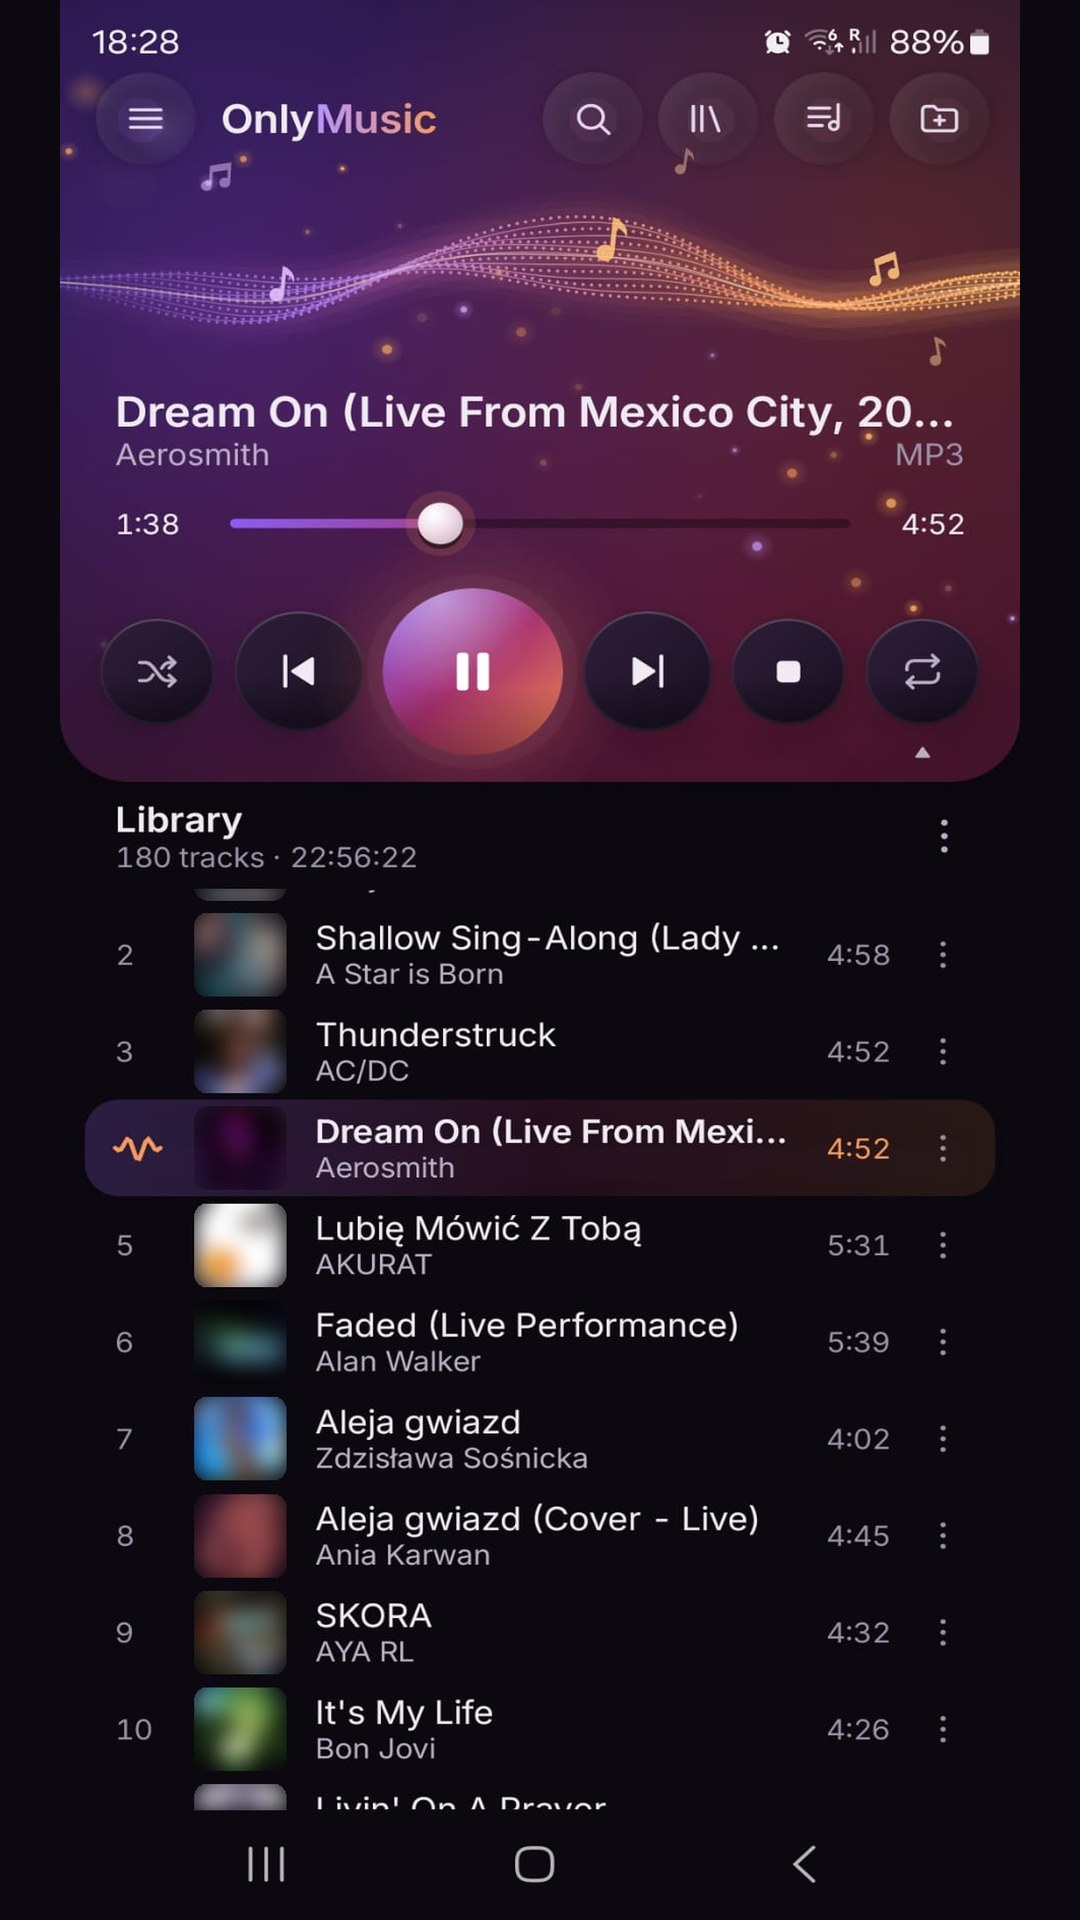 18:28
88%
OnlyMusic
Dream On (Live From Mexico City, 20...
Aerosmith
MP3
1:38
4:52
Library
180 tracks · 22:56:22
2
Shallow Sing-Along (Lady ...
4:58
A Star is Born
3
Thunderstruck
4:52
AC/DC
Dream On (Live From Mexi...
4:52
Aerosmith
5
Lubię Mówić Z Tobą
5:31
AKURAT
6
Faded (Live Performance)
5:39
Alan Walker
7
Aleja gwiazd
4:02
Zdzisława Sośnicka
8
Aleja gwiazd (Cover - Live)
4:45
Ania Karwan
9
SKORA
4:32
AYA RL
10
It's My Life
4:26
Bon Jovi
Livin' On A Prayer